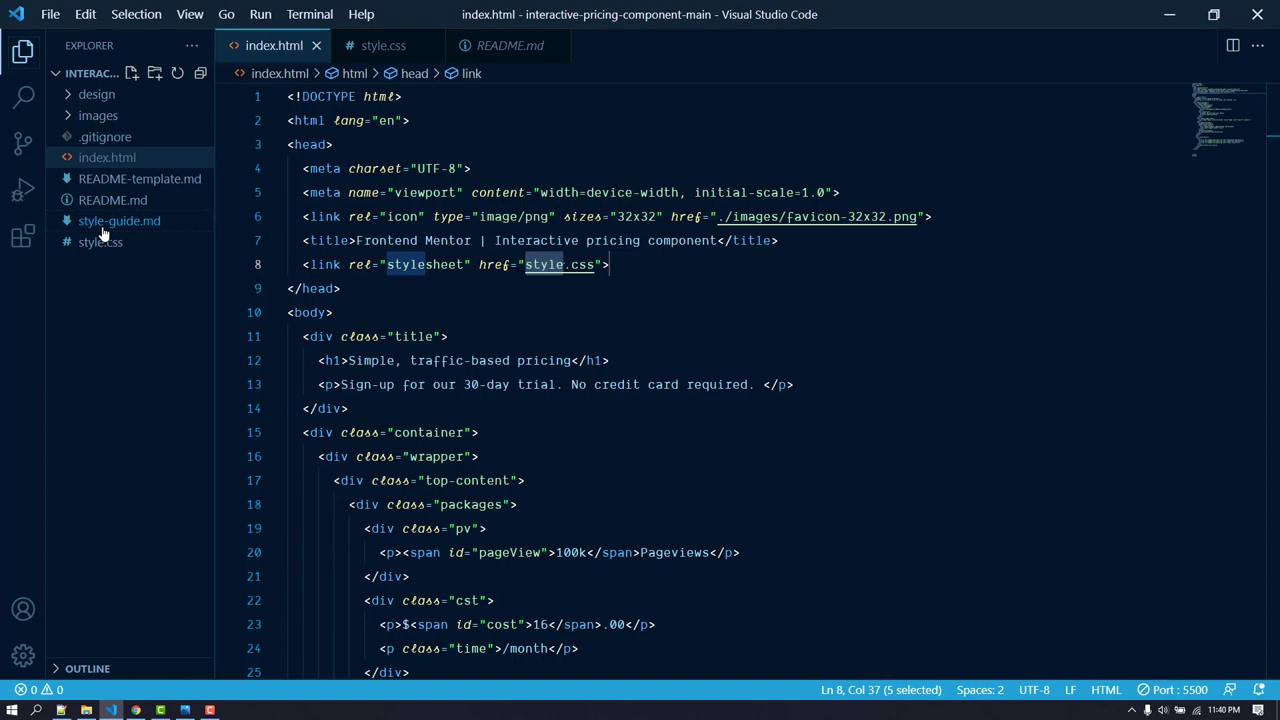 File Edit Selection View Go Run Terminal Help
index.html - interactive-pricing-component-main - Visual Studio Code
EXPLORER
INTERAC...
design
images
.gitignore
index.html
README-template.md
README.md
style-guide.md
style.css
OUTLINE
index.html style.css README.md
index.html html head link
1 <!DOCTYPE html>
2 <html lang="en">
3 <head>
4 <meta charset="UTF-8">
5 <meta name="viewport" content="width=device-width, initial-scale=1.0">
6 <link rel="icon" type="image/png" sizes="32x32" href="./images/favicon-32x32.png">
7 <title>Frontend Mentor | Interactive pricing component</title>
8 <link rel="stylesheet" href="style.css">
9 </head>
10 <body>
11 <div class="title">
12 <h1>Simple, traffic-based pricing</h1>
13 <p>Sign-up for our 30-day trial. No credit card required. </p>
14 </div>
15 <div class="container">
16 <div class="wrapper">
17 <div class="top-content">
18 <div class="packages">
19 <div class="pv">
20 <p><span id="pageView">100k</span>Pageviews</p>
21 </div>
22 <div class="cst">
23 <p>$<span id="cost">16</span>.00</p>
24 <p class="time">/month</p>
25 </div>
0 0 Ln 8, Col 37 (5 selected) Spaces: 2 UTF-8 LF HTML Port : 5500
11:40 PM